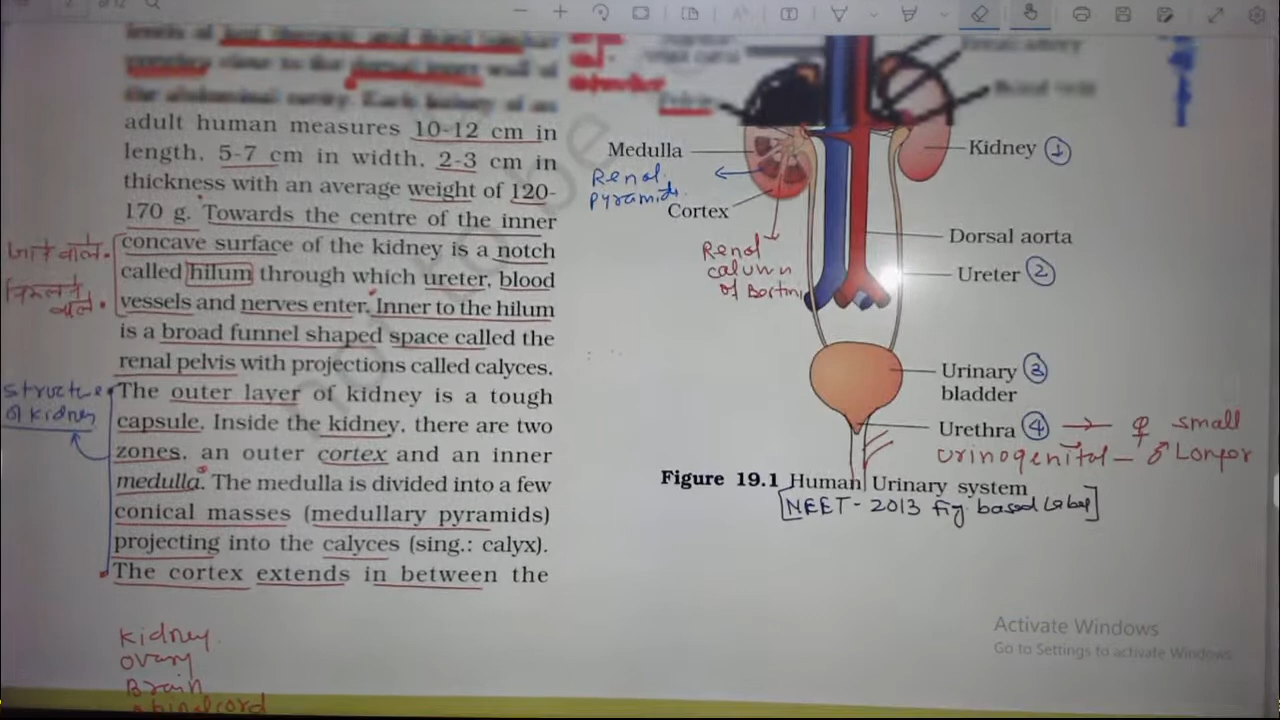 adult human measures 10-12 cm in
length, 5-7 cm in width, 2-3 cm in
thickness with an average weight of 120-
170 g. Towards the centre of the inner
concave surface of the kidney is a notch
called hilum through which ureter, blood
vessels and nerves enter. Inner to the hilum
is a broad funnel shaped space called the
renal pelvis with projections called calyces.
The outer layer of kidney is a tough
capsule. Inside the kidney, there are two
zones, an outer cortex and an inner
medulla. The medulla is divided into a few
conical masses (medullary pyramids)
projecting into the calyces (sing.: calyx).
The cortex extends in between the
structure
of kidney
Kidney
Ovary
Brain
Medulla
Renal
Pyramids
Cortex
Renal
calumn
of Bertini
Kidney 1
Dorsal aorta
Ureter 2
Urinary 3
bladder
Urethra 4 → ♀ small
urinogenital - ♂ Longer
Figure 19.1 Human Urinary system
[NEET - 2013 Fig based label]
Activate Windows
Go to Settings to activate Windows.